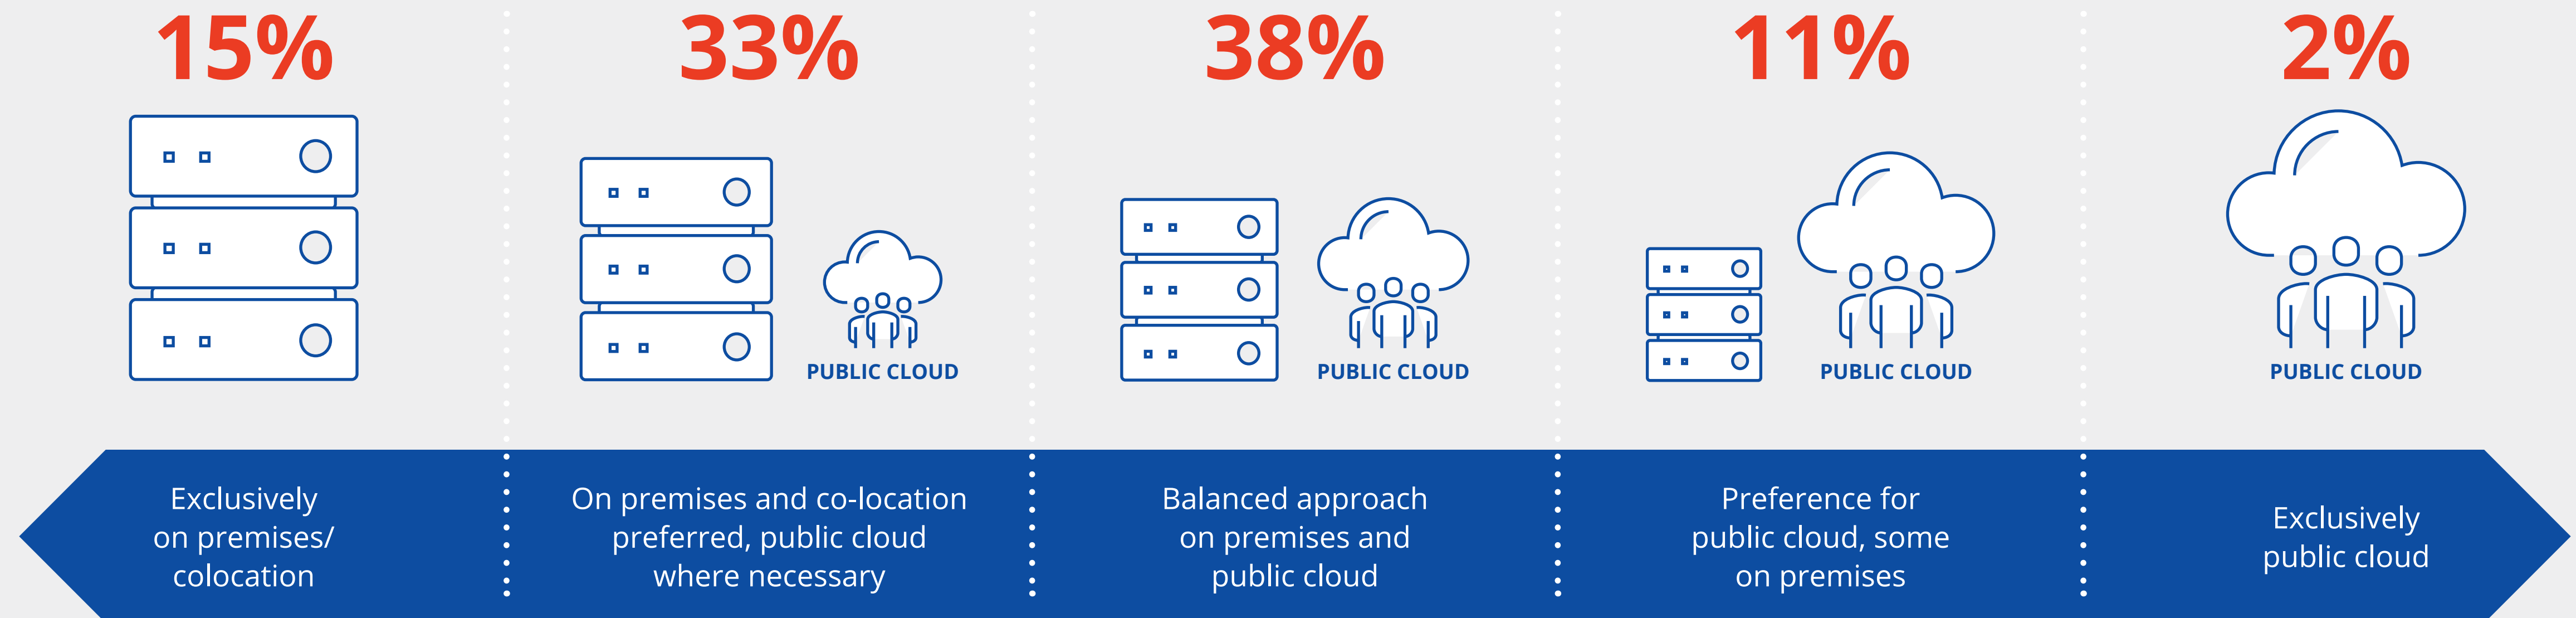 15%
33%
38%
11%
2%
PUBLIC CLOUD
PUBLIC CLOUD
PUBLIC CLOUD
PUBLIC CLOUD
Exclusively
on premises/
colocation
On premises and co-location
preferred, public cloud
where necessary
Balanced approach
on premises and
public cloud
Preference for
public cloud, some
on premises
Exclusively
public cloud